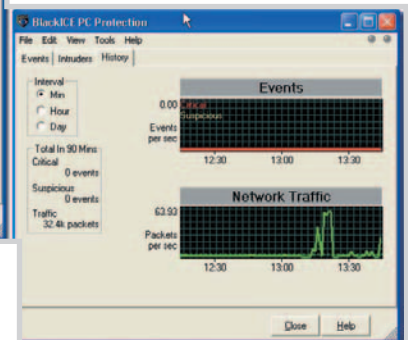 BlackICE PC Protection
File Edit View Tools Help
Events Intruders History
Interval
Min
Hour
Day
Total In 90 Mins
Critical
0 events
Suspicious
0 events
Traffic
32.4k packets
Events
0.00 Critical
Suspicious
Events
per sec
12:30 13:00 13:30
Network Traffic
63.93
Packets
per sec
12:30 13:00 13:30
Close Help